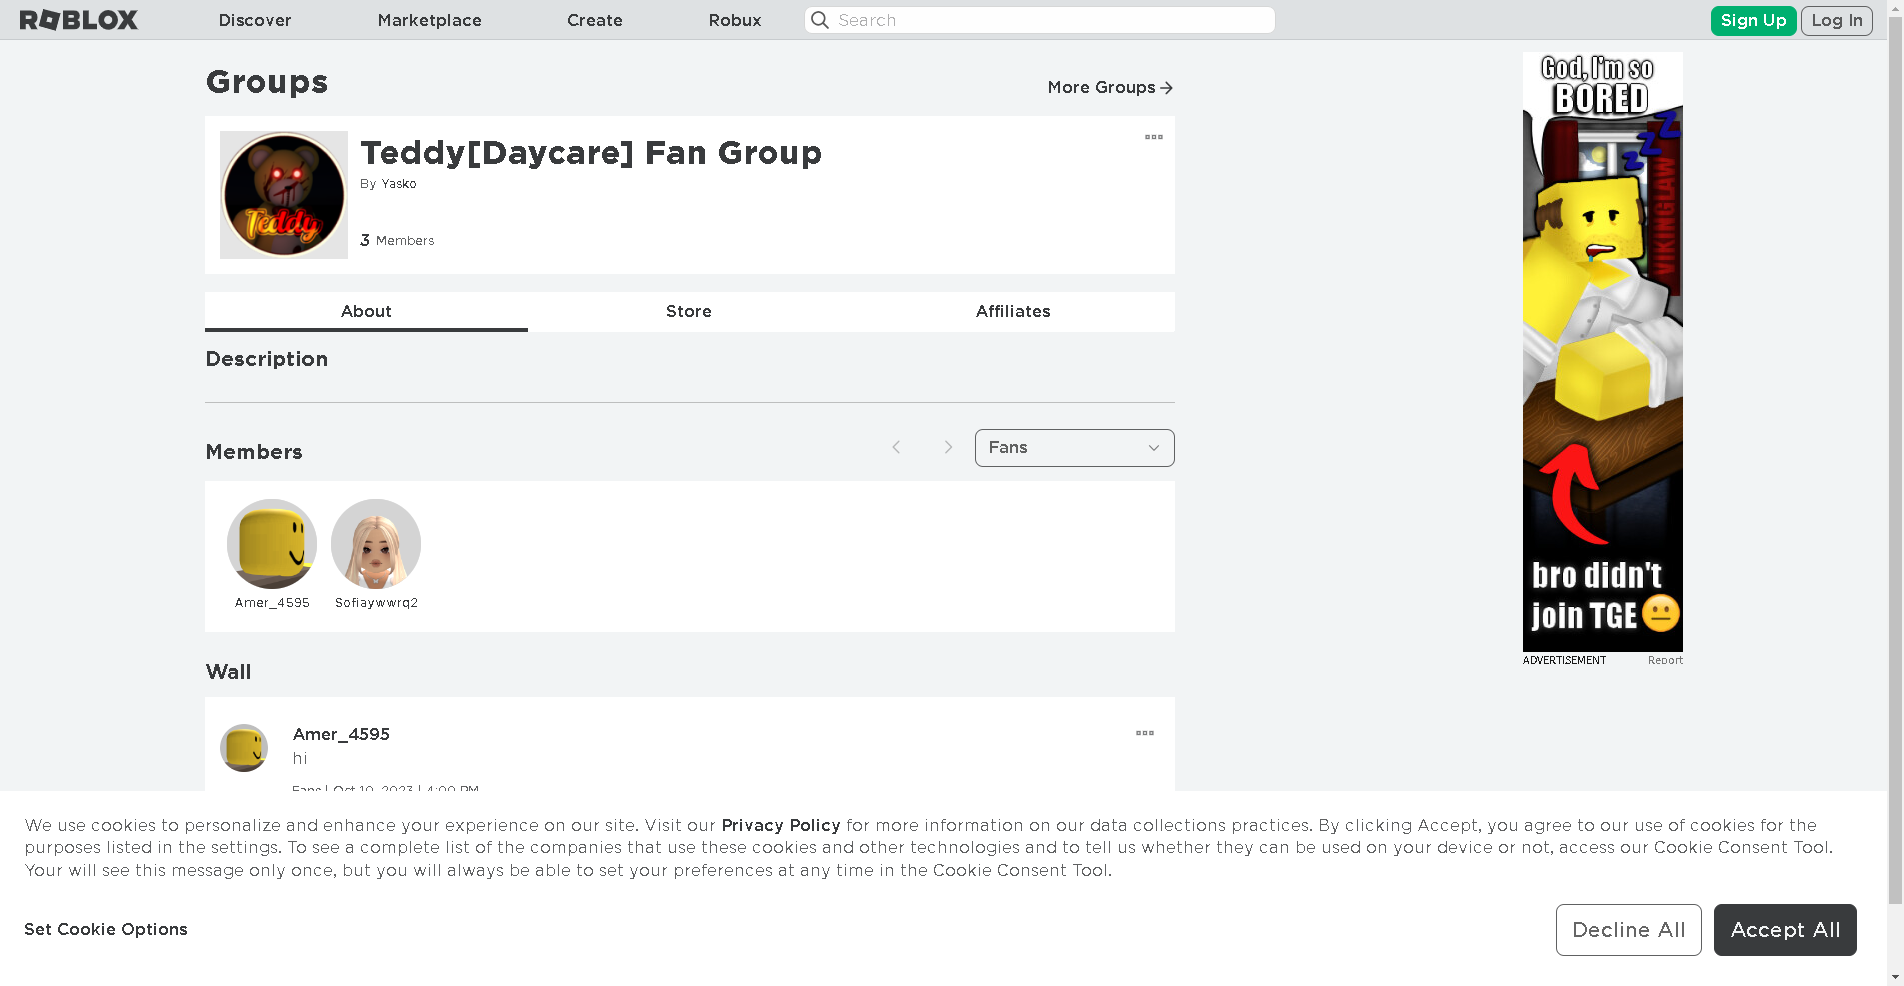 ROBLOX Discover Marketplace Create Robux Search Sign Up Log In
Groups
More Groups
Teddy[Daycare] Fan Group
By Yasko
Teddy
3 Members
About Store Affiliates
Description
Members
Fans
Amer_4595 Sofiaywwrq2
Wall
Amer_4595
hi
Fans | Oct 10, 2023 | 4:00 PM
God, I'm so
BORED
z z z
VIKINGLAW
bro didn't
join TGE
ADVERTISEMENT Report
We use cookies to personalize and enhance your experience on our site. Visit our Privacy Policy for more information on our data collections practices. By clicking Accept, you agree to our use of cookies for the
purposes listed in the settings. To see a complete list of the companies that use these cookies and other technologies and to tell us whether they can be used on your device or not, access our Cookie Consent Tool.
Your will see this message only once, but you will always be able to set your preferences at any time in the Cookie Consent Tool.
Set Cookie Options
Decline All
Accept All